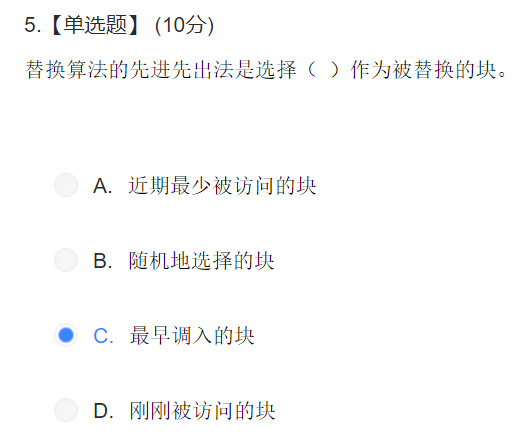 5.【单选题】 (10分)
替换算法的先进先出法是选择（ ）作为被替换的块。
A. 近期最少被访问的块
B. 随机地选择的块
C. 最早调入的块
D. 刚刚被访问的块